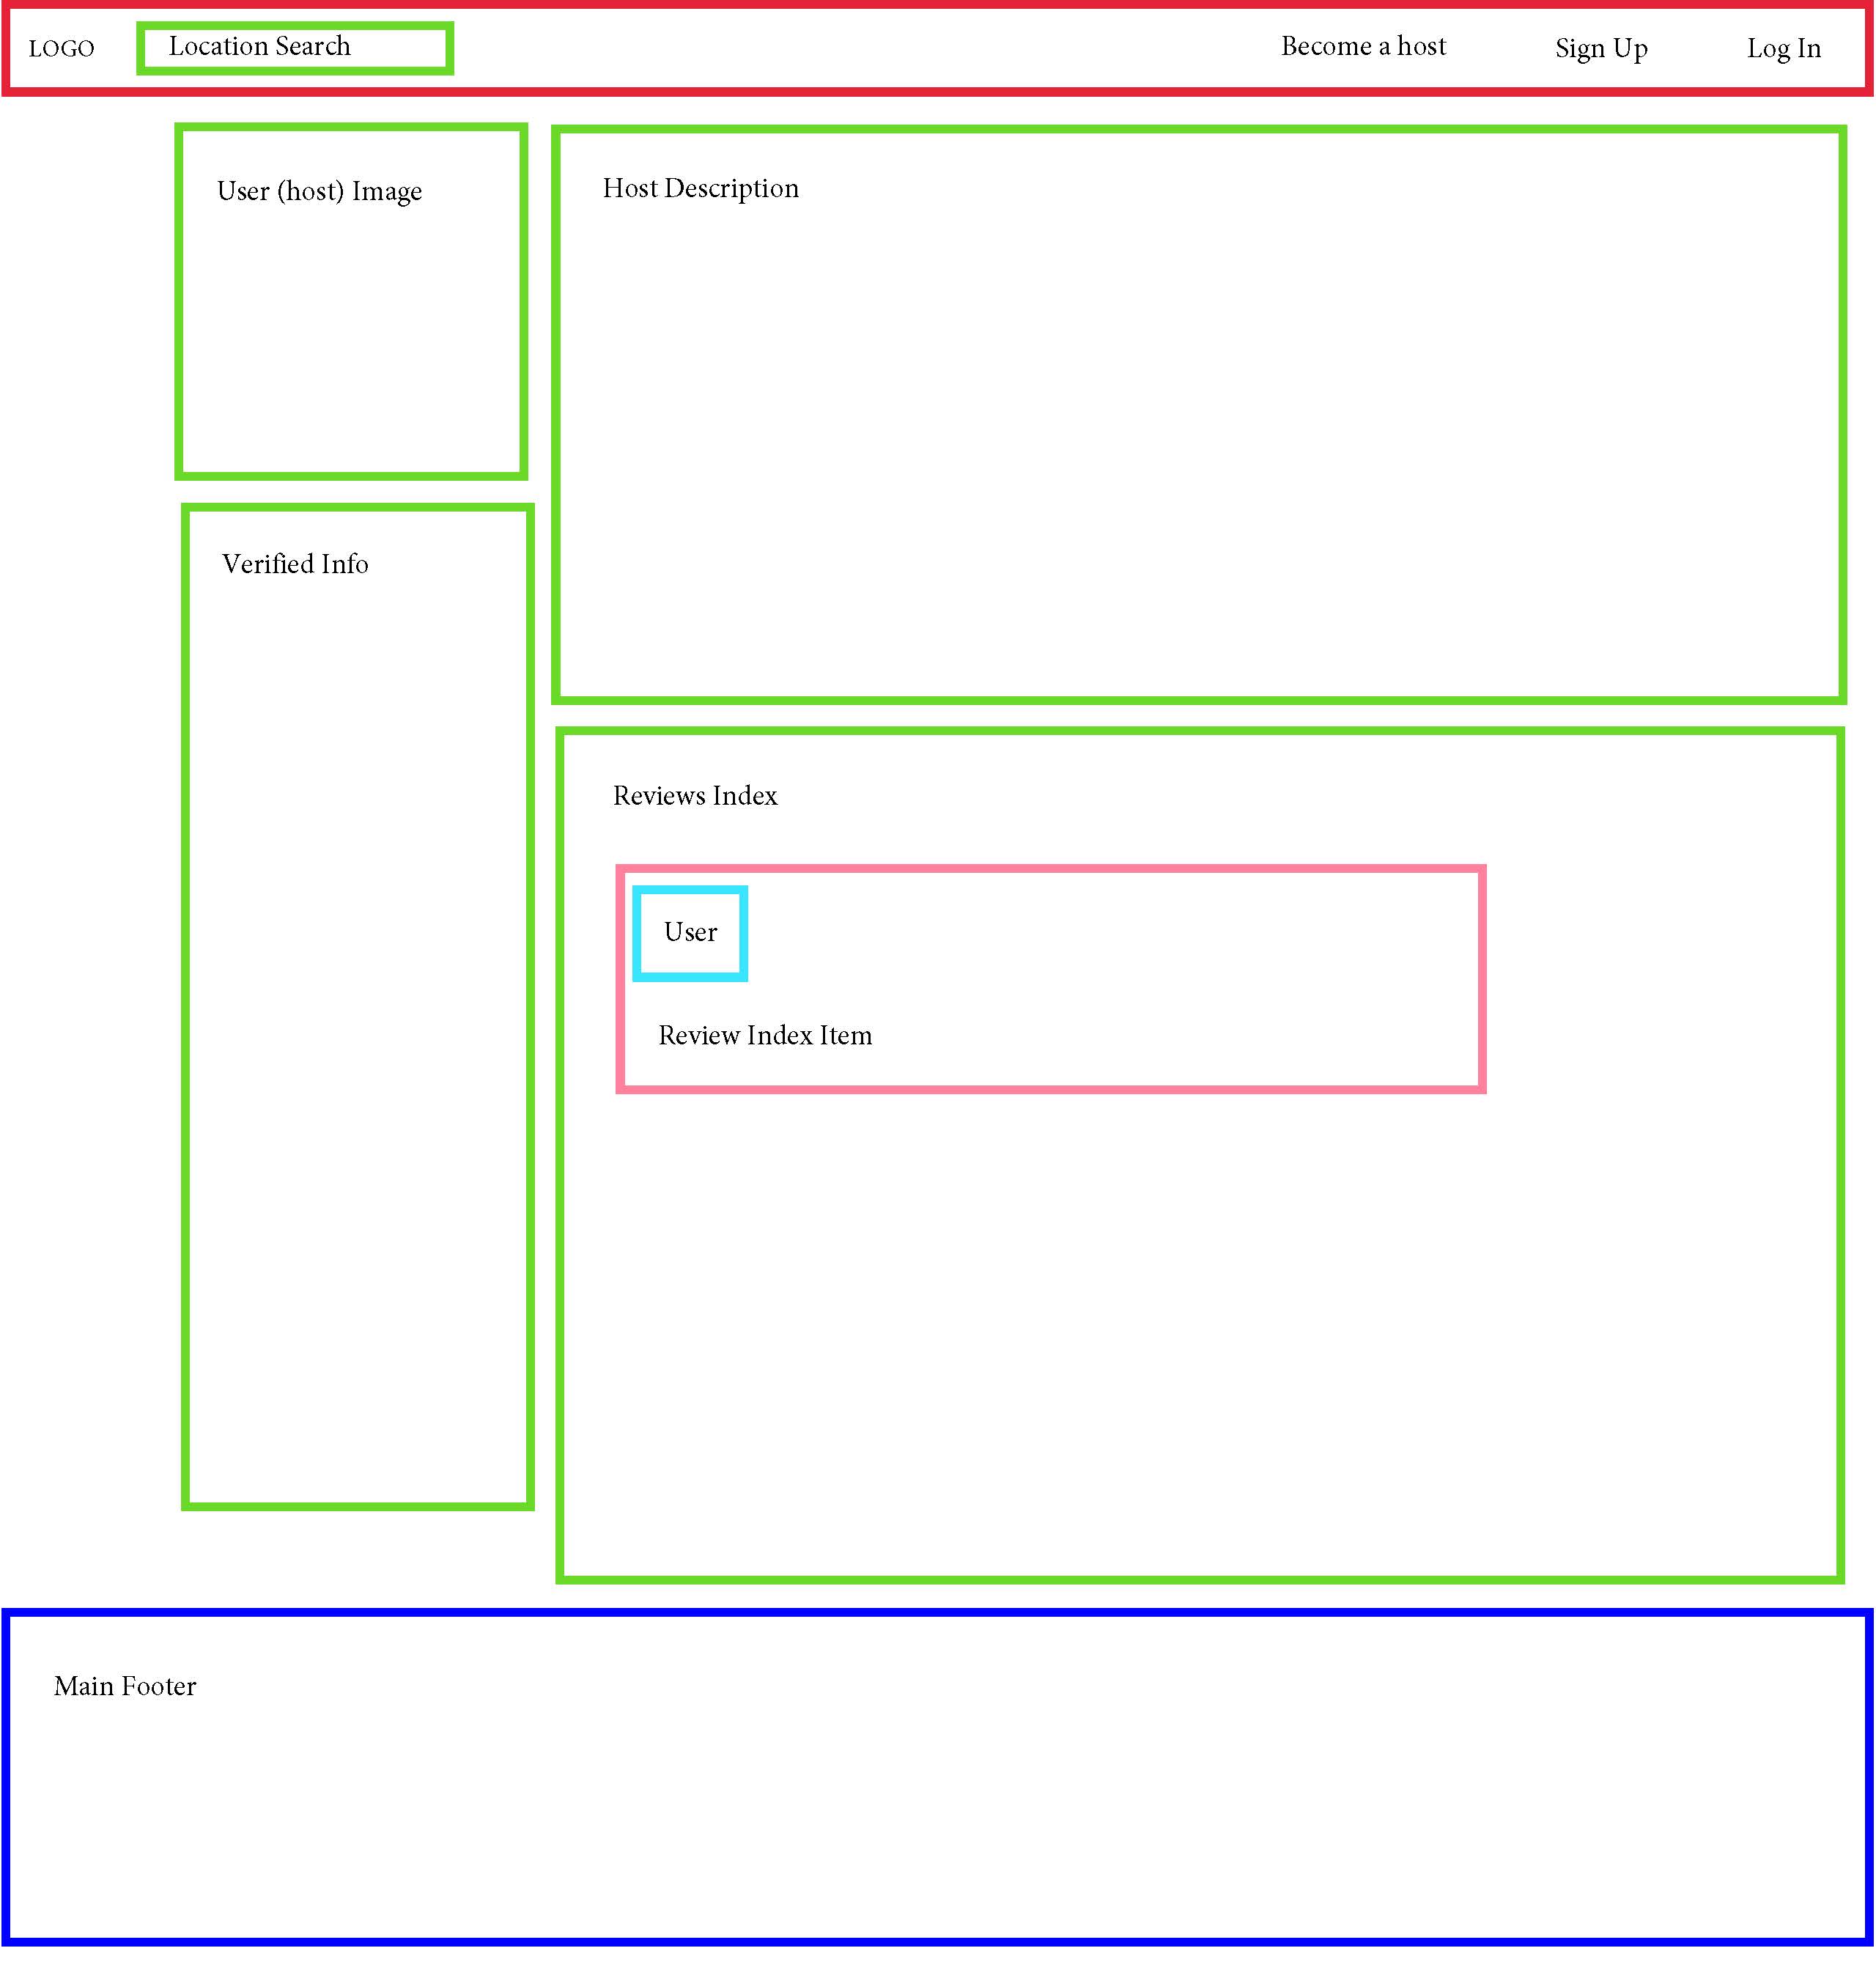 LOGO
Location Search
Become a host
Sign Up
Log In
User (host) Image
Host Description
Verified Info
Reviews Index
User
Review Index Item
Main Footer